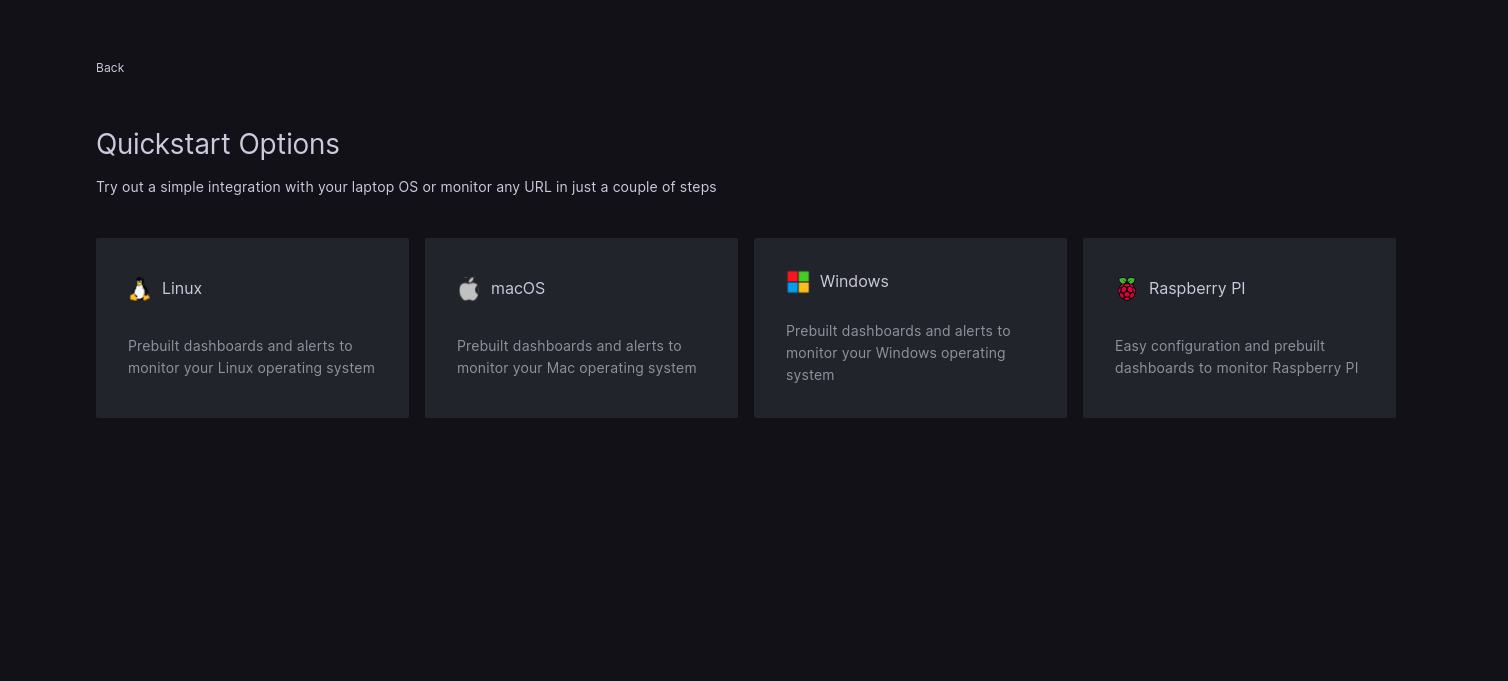 Back
Quickstart Options
Try out a simple integration with your laptop OS or monitor any URL in just a couple of steps
Linux
Prebuilt dashboards and alerts to
monitor your Linux operating system
macOS
Prebuilt dashboards and alerts to
monitor your Mac operating system
Windows
Prebuilt dashboards and alerts to
monitor your Windows operating
system
Raspberry PI
Easy configuration and prebuilt
dashboards to monitor Raspberry PI